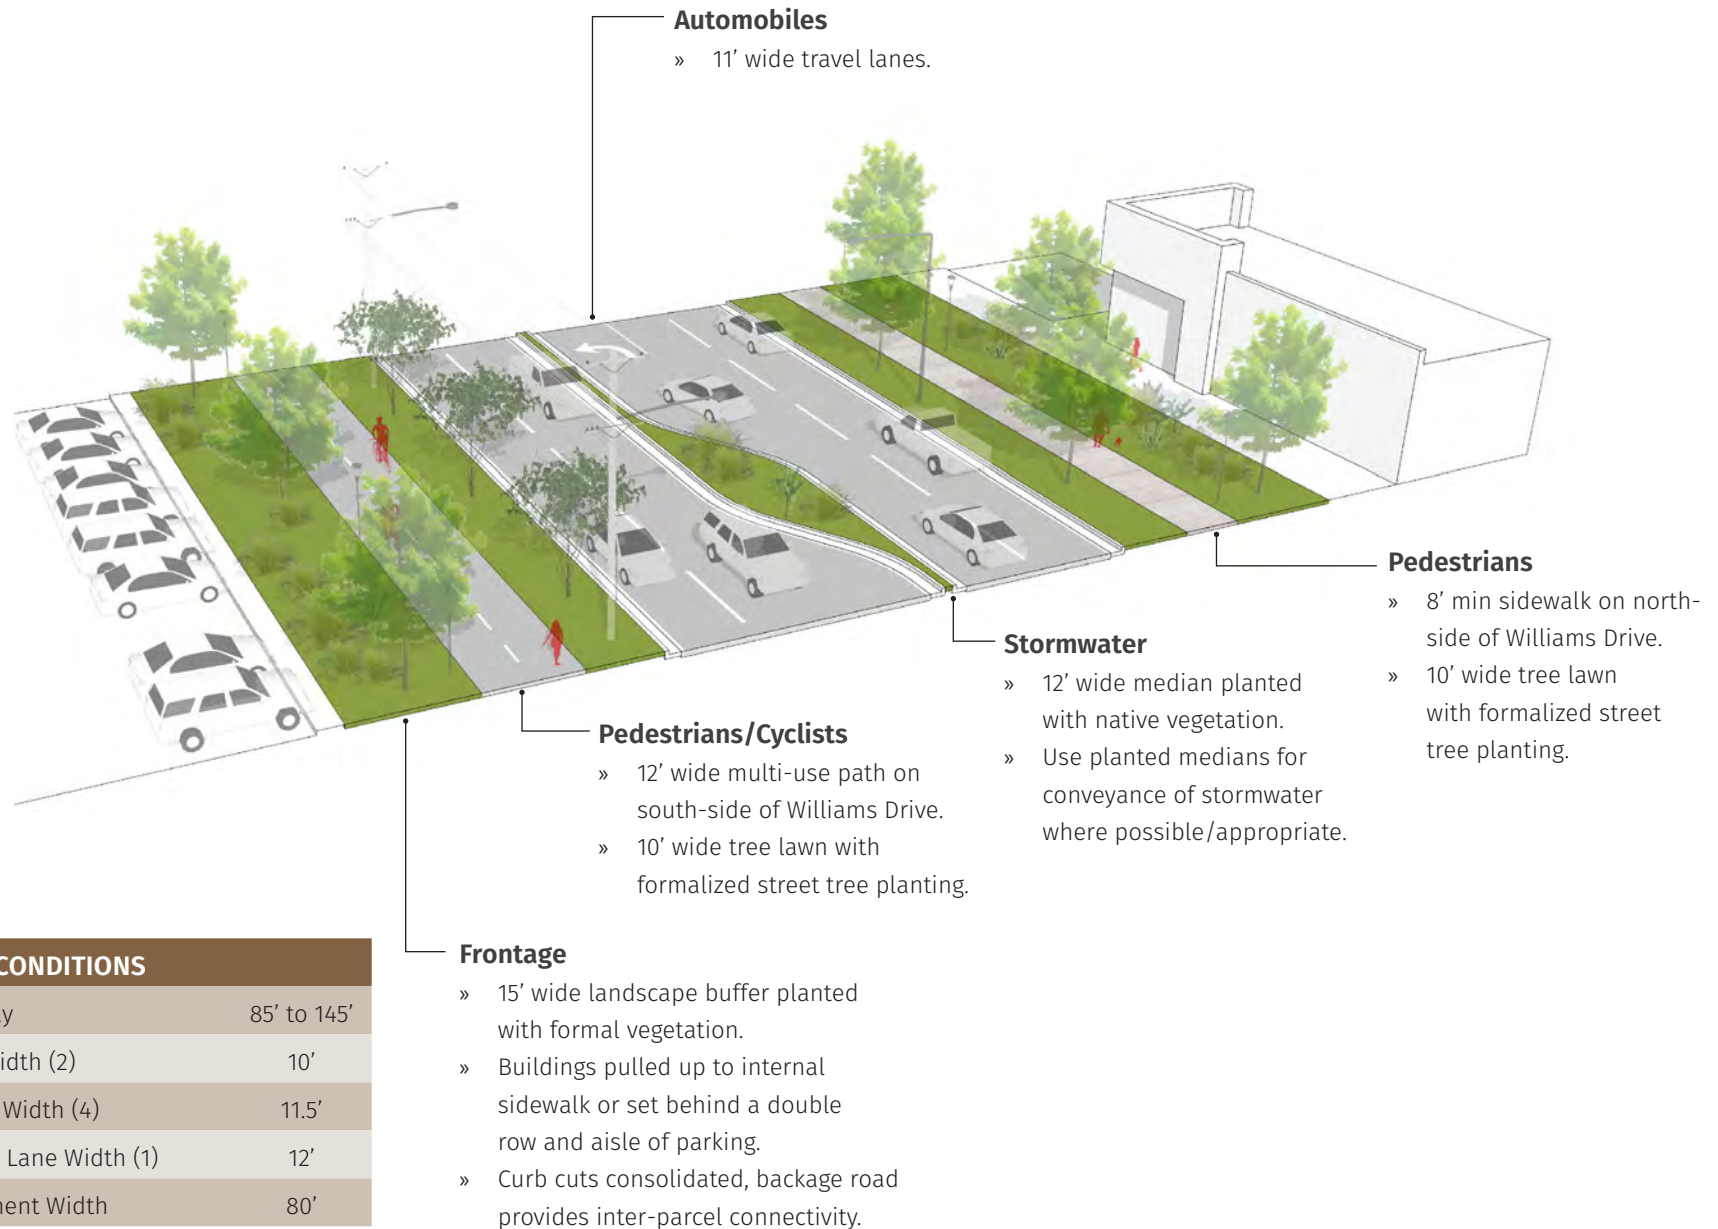 Automobiles
» 11’ wide travel lanes.
Pedestrians
» 8’ min sidewalk on north-
side of Williams Drive.
» 10’ wide tree lawn
with formalized street
tree planting.
Stormwater
» 12’ wide median planted
with native vegetation.
» Use planted medians for
conveyance of stormwater
where possible/appropriate.
Pedestrians/Cyclists
» 12’ wide multi-use path on
south-side of Williams Drive.
» 10’ wide tree lawn with
formalized street tree planting.
Frontage
» 15’ wide landscape buffer planted
with formal vegetation.
» Buildings pulled up to internal
sidewalk or set behind a double
row and aisle of parking.
» Curb cuts consolidated, backage road
provides inter-parcel connectivity.
CONDITIONS
y 85’ to 145’
idth (2) 10’
Width (4) 11.5’
Lane Width (1) 12’
ent Width 80’